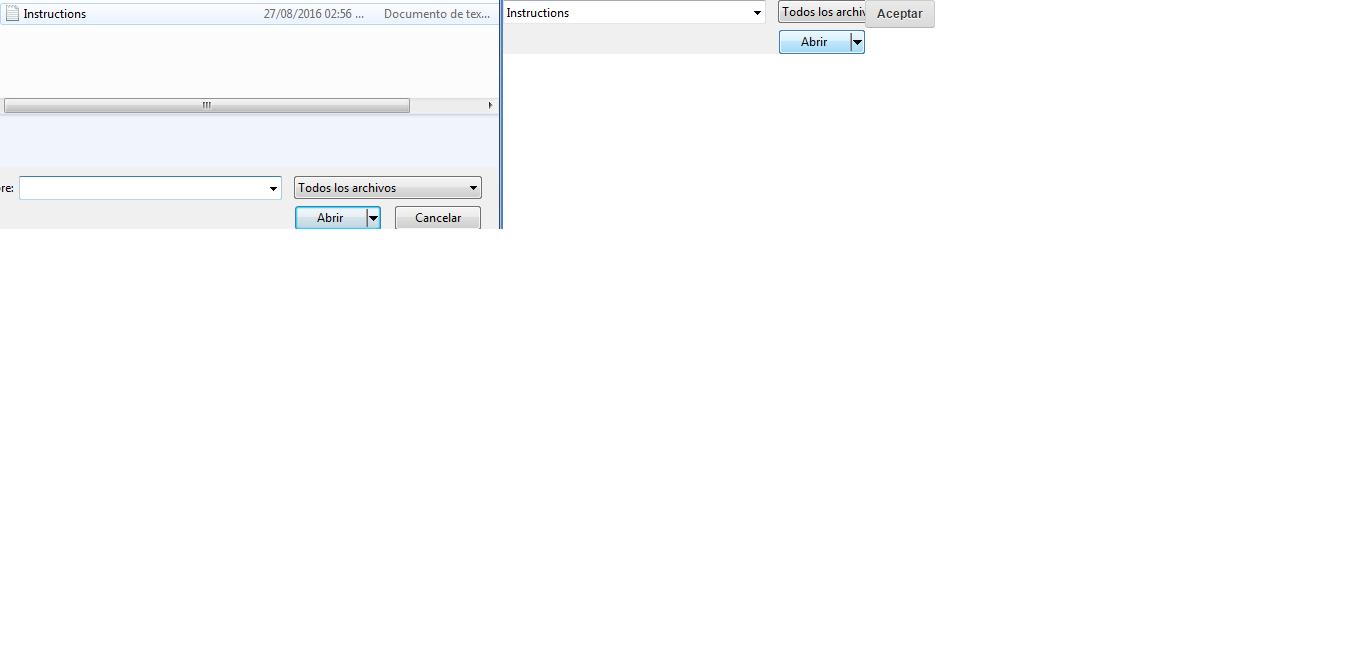 Instructions 27/08/2016 02:56 ... Documento de tex...
re:
Todos los archivos
Abrir
Cancelar
Instructions
Todos los archiv
Aceptar
Abrir